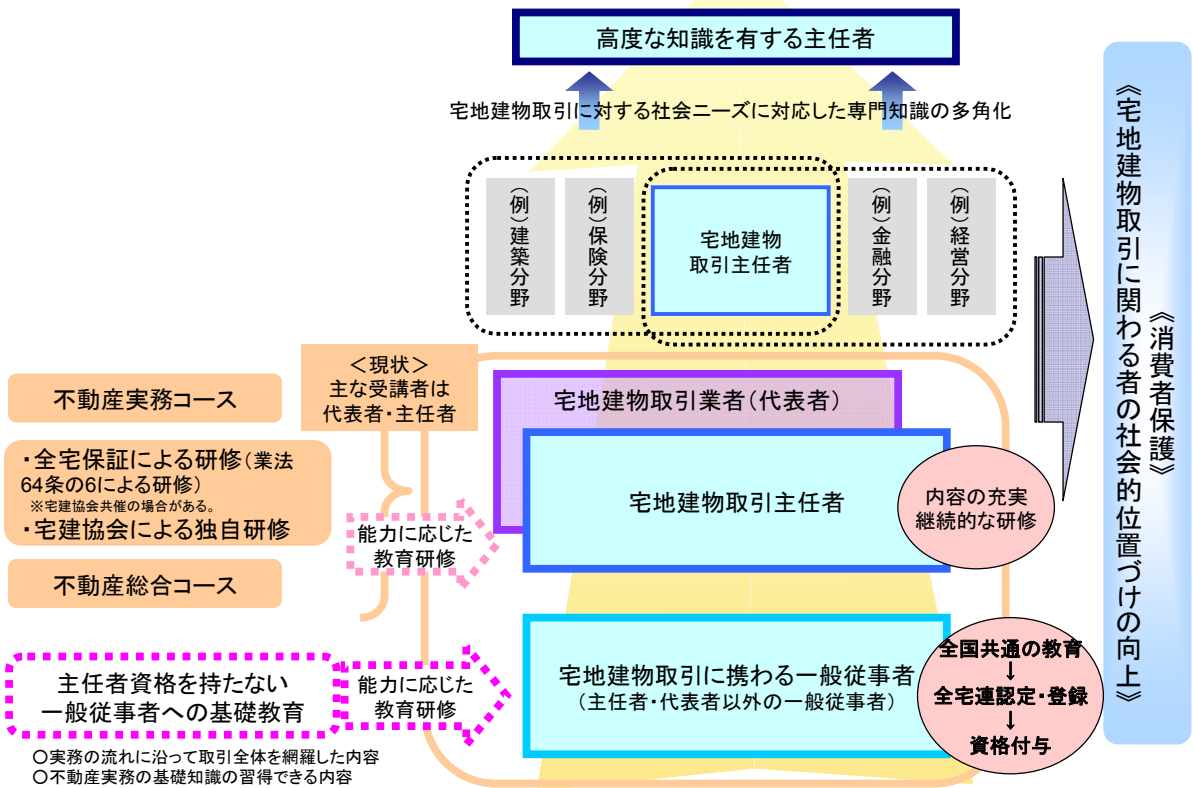 高度な知識を有する主任者
宅地建物取引に対する社会ニーズに対応した専門知識の多角化
(例)建築分野
(例)保険分野
宅地建物
取引主任者
(例)金融分野
(例)経営分野
《消費者保護》
《宅地建物取引に関わる者の社会的位置づけの向上》
<現状>
主な受講者は
代表者・主任者
不動産実務コース
・全宅保証による研修(業法
64条の6による研修)
※宅建協会共催の場合がある。
・宅建協会による独自研修
不動産総合コース
能力に応じた
教育研修
宅地建物取引業者(代表者)
宅地建物取引主任者
内容の充実
継続的な研修
主任者資格を持たない
一般従事者への基礎教育
能力に応じた
教育研修
宅地建物取引に携わる一般従事者
(主任者・代表者以外の一般従事者)
全国共通の教育
↓
全宅連認定・登録
↓
資格付与
○実務の流れに沿って取引全体を網羅した内容
○不動産実務の基礎知識の習得できる内容